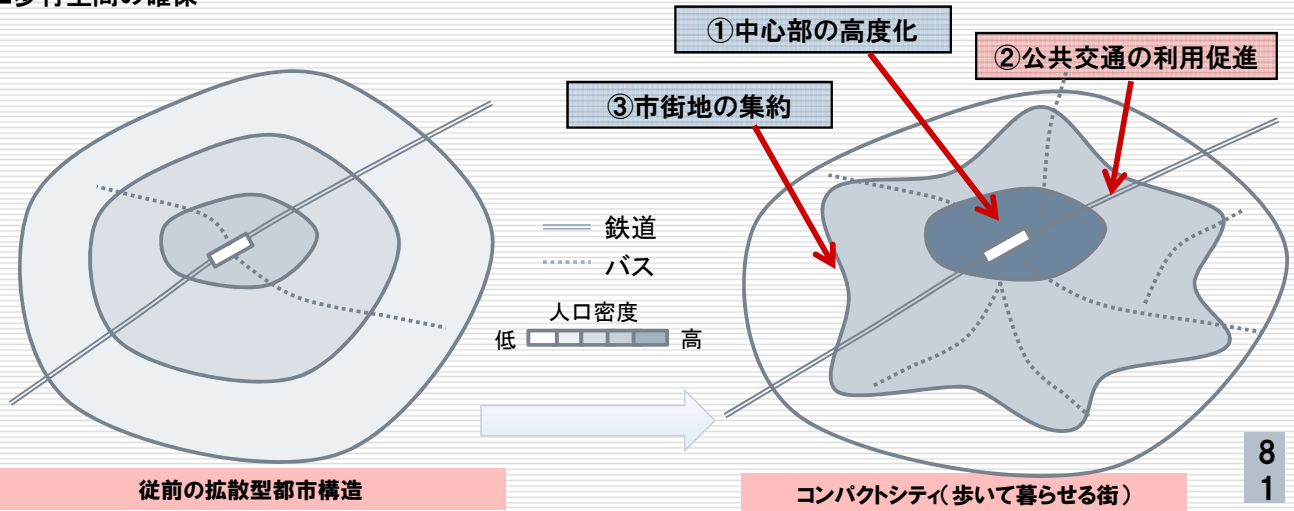 ①中心部の高度化
②公共交通の利用促進
③市街地の集約
鉄道
バス
人口密度
低 高
従前の拡散型都市構造
コンパクトシティ(歩いて暮らせる街)
8
1